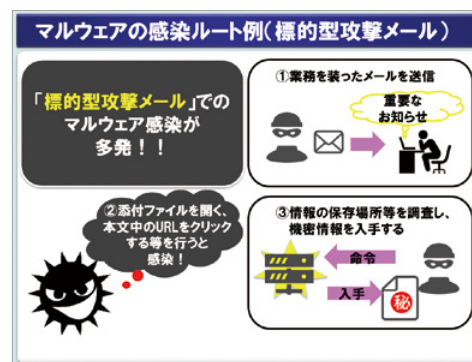 マルウェアの感染ルート例(標的型攻撃メール)
「標的型攻撃メール」での
マルウェア感染が
多発!!
①業務を装ったメールを送信
重要な
お知らせ
②添付ファイルを開く、
本文中のURLをクリック
する等を行うと
感染!
③情報の保存場所等を調査し、
機密情報を入手する
命令
入手
㊙